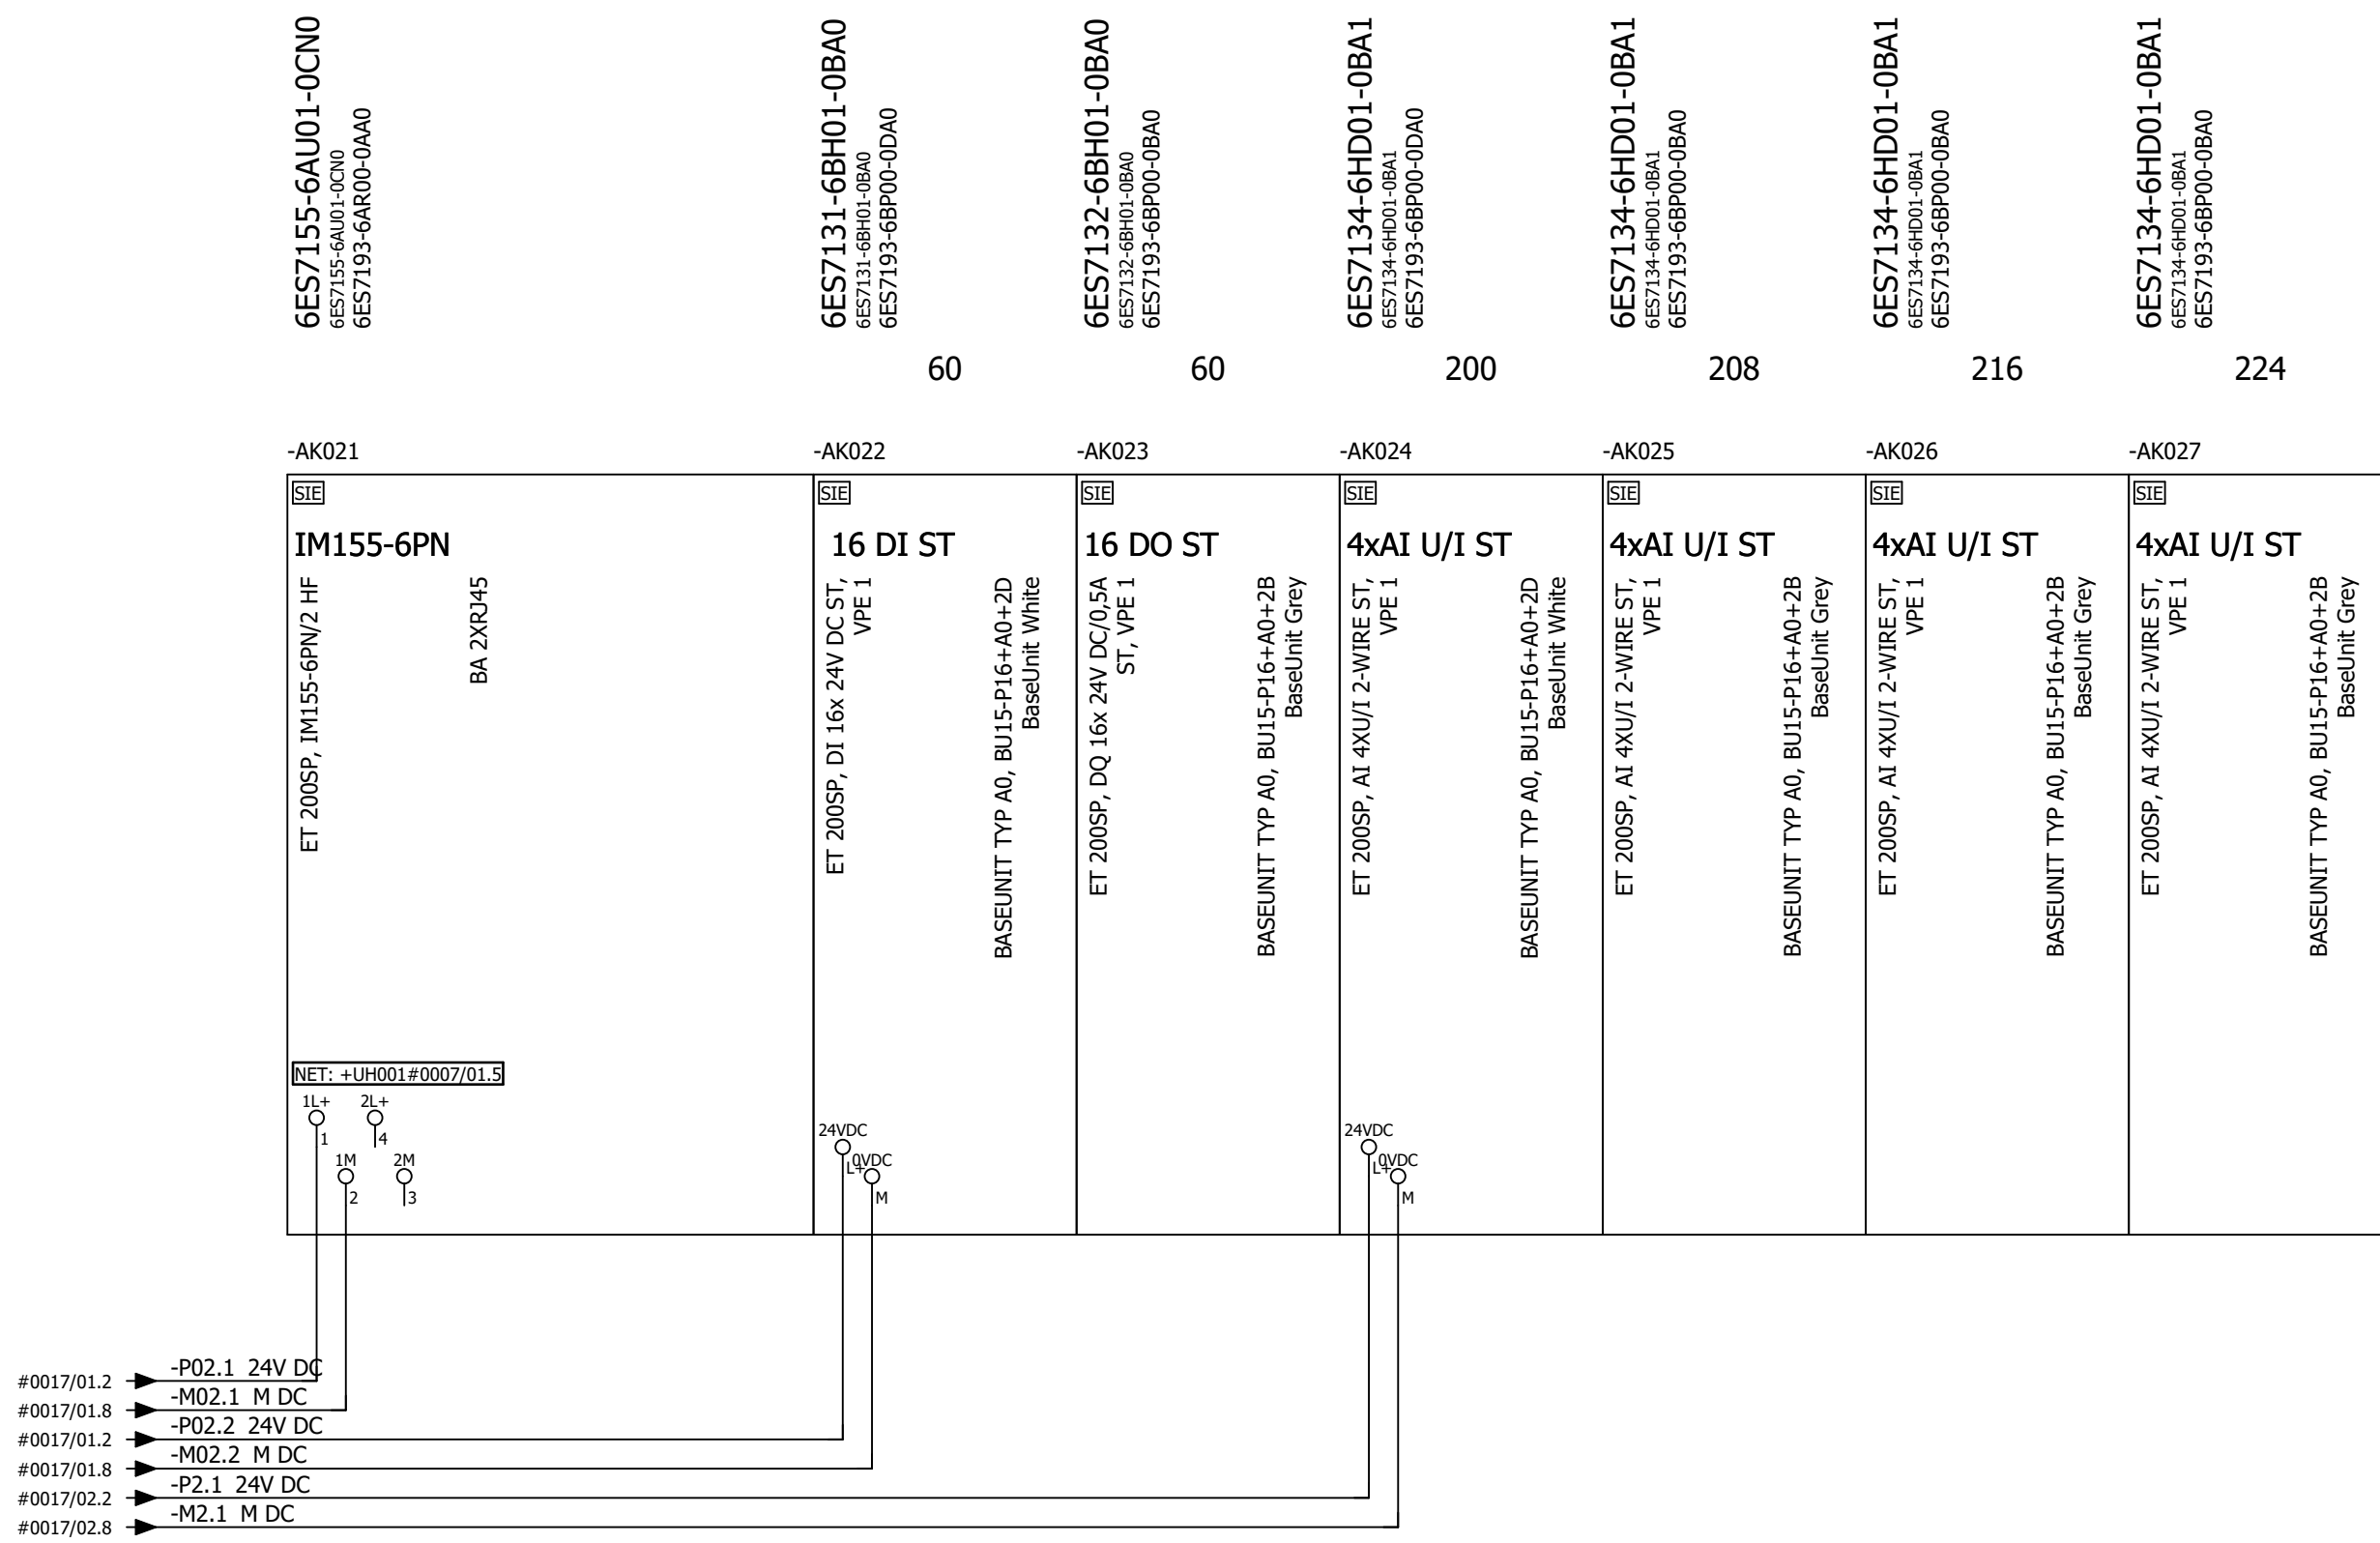 6ES7155-6AU01-0CN0
6ES7155-6AU01-0CN0
6ES7193-6AR00-0AA0
6ES7131-6BH01-0BA0
6ES7131-6BH01-0BA0
6ES7193-6BP00-0DA0
6ES7132-6BH01-0BA0
6ES7132-6BH01-0BA0
6ES7193-6BP00-0BA0
6ES7134-6HD01-0BA1
6ES7134-6HD01-0BA1
6ES7193-6BP00-0DA0
6ES7134-6HD01-0BA1
6ES7134-6HD01-0BA1
6ES7193-6BP00-0BA0
6ES7134-6HD01-0BA1
6ES7134-6HD01-0BA1
6ES7193-6BP00-0BA0
6ES7134-6HD01-0BA1
6ES7134-6HD01-0BA1
6ES7193-6BP00-0BA0
60
60
200
208
216
224
-AK021
SIE
IM155-6PN
ET 200SP, IM155-6PN/2 HF
BA 2XRJ45
NET: +UH001#0007/01.5
1L+
1
2L+
4
1M
2
2M
3
-AK022
SIE
16 DI ST
ET 200SP, DI 16x 24V DC ST,
VPE 1
BASEUNIT TYP A0, BU15-P16+A0+2D
BaseUnit White
24VDC
L+
0VDC
M
-AK023
SIE
16 DO ST
ET 200SP, DQ 16x 24V DC/0,5A
ST, VPE 1
BASEUNIT TYP A0, BU15-P16+A0+2B
BaseUnit Grey
-AK024
SIE
4xAI U/I ST
ET 200SP, AI 4XU/I 2-WIRE ST,
VPE 1
BASEUNIT TYP A0, BU15-P16+A0+2D
BaseUnit White
24VDC
L+
0VDC
M
-AK025
SIE
4xAI U/I ST
ET 200SP, AI 4XU/I 2-WIRE ST,
VPE 1
BASEUNIT TYP A0, BU15-P16+A0+2B
BaseUnit Grey
-AK026
SIE
4xAI U/I ST
ET 200SP, AI 4XU/I 2-WIRE ST,
VPE 1
BASEUNIT TYP A0, BU15-P16+A0+2B
BaseUnit Grey
-AK027
SIE
4xAI U/I ST
ET 200SP, AI 4XU/I 2-WIRE ST,
VPE 1
BASEUNIT TYP A0, BU15-P16+A0+2B
BaseUnit Grey
#0017/01.2 -P02.1 24V DC
#0017/01.8 -M02.1 M DC
#0017/01.2 -P02.2 24V DC
#0017/01.8 -M02.2 M DC
#0017/02.2 -P2.1 24V DC
#0017/02.8 -M2.1 M DC